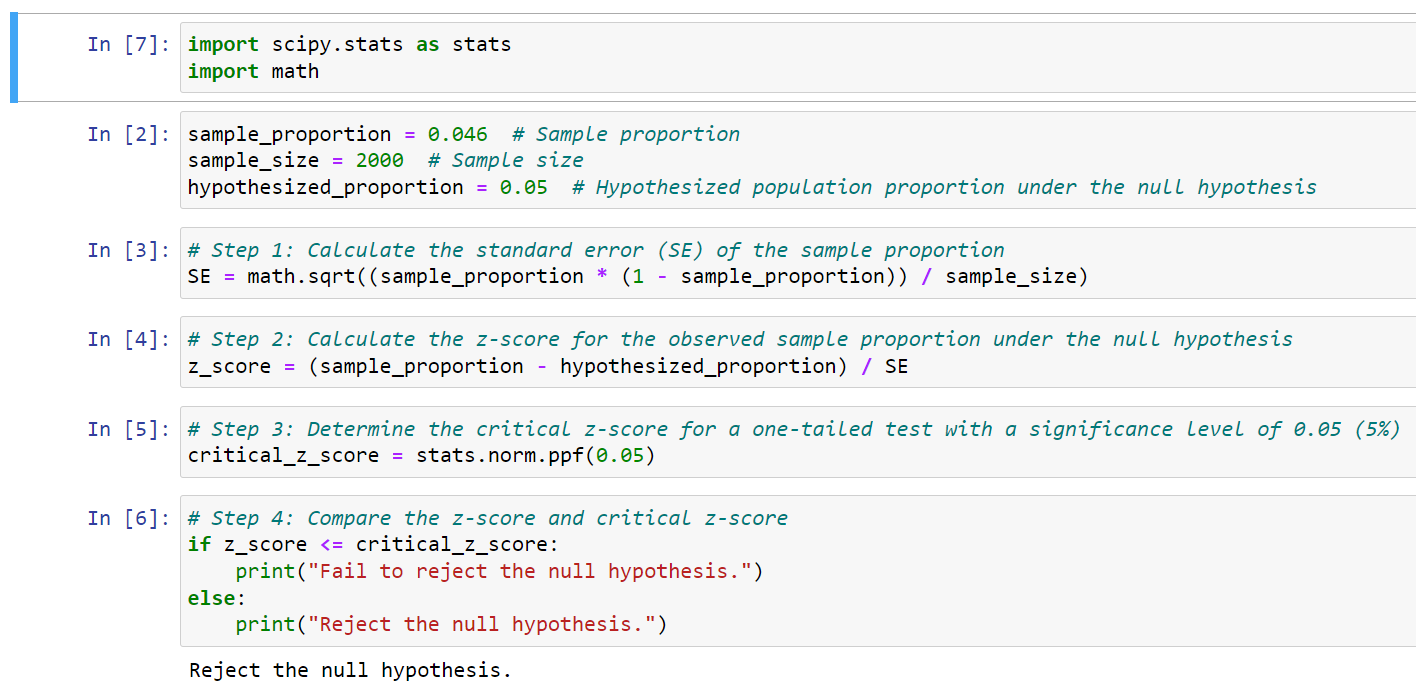 In [7]: import scipy.stats as stats
import math
In [2]: sample_proportion = 0.046  # Sample proportion
sample_size = 2000  # Sample size
hypothesized_proportion = 0.05  # Hypothesized population proportion under the null hypothesis
In [3]: # Step 1: Calculate the standard error (SE) of the sample proportion
SE = math.sqrt((sample_proportion * (1 - sample_proportion)) / sample_size)
In [4]: # Step 2: Calculate the z-score for the observed sample proportion under the null hypothesis
z_score = (sample_proportion - hypothesized_proportion) / SE
In [5]: # Step 3: Determine the critical z-score for a one-tailed test with a significance level of 0.05 (5%)
critical_z_score = stats.norm.ppf(0.05)
In [6]: # Step 4: Compare the z-score and critical z-score
if z_score <= critical_z_score:
    print("Fail to reject the null hypothesis.")
else:
    print("Reject the null hypothesis.")
Reject the null hypothesis.